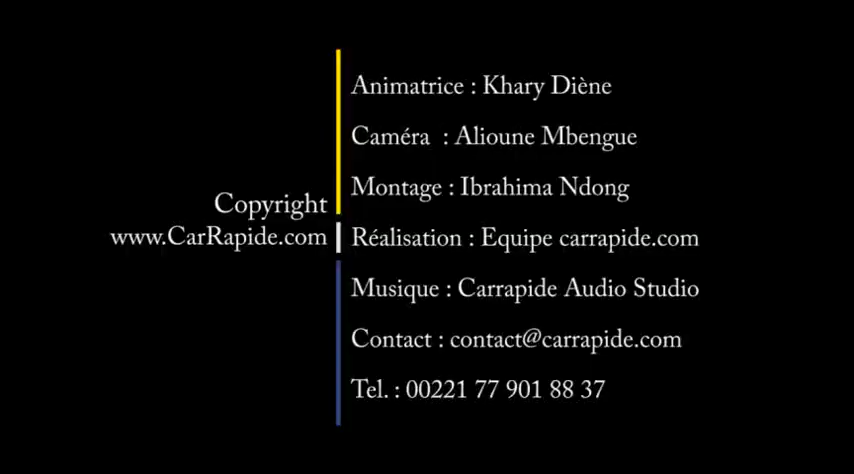 Copyright
www.CarRapide.com
Animatrice : Khary Diène
Caméra : Alioune Mbengue
Montage : Ibrahima Ndong
Réalisation : Equipe carrapide.com
Musique : Carrapide Audio Studio
Contact : contact@carrapide.com
Tel. : 00221 77 901 88 37